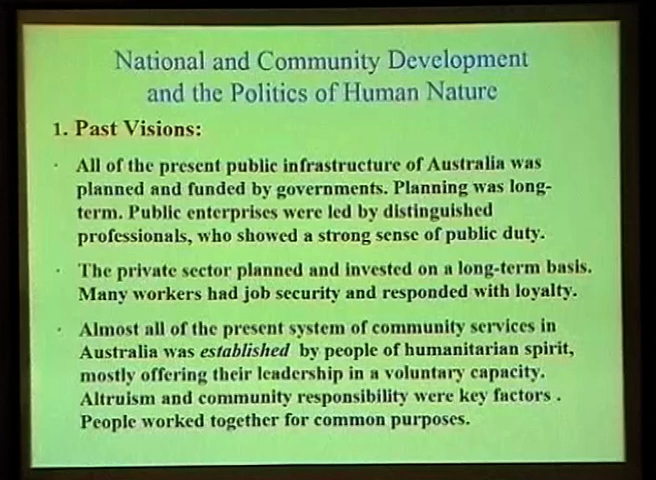 National and Community Development
and the Politics of Human Nature
1. Past Visions:
· All of the present public infrastructure of Australia was
planned and funded by governments. Planning was long-
term. Public enterprises were led by distinguished
professionals, who showed a strong sense of public duty.
· The private sector planned and invested on a long-term basis.
Many workers had job security and responded with loyalty.
· Almost all of the present system of community services in
Australia was established by people of humanitarian spirit,
mostly offering their leadership in a voluntary capacity.
Altruism and community responsibility were key factors .
People worked together for common purposes.